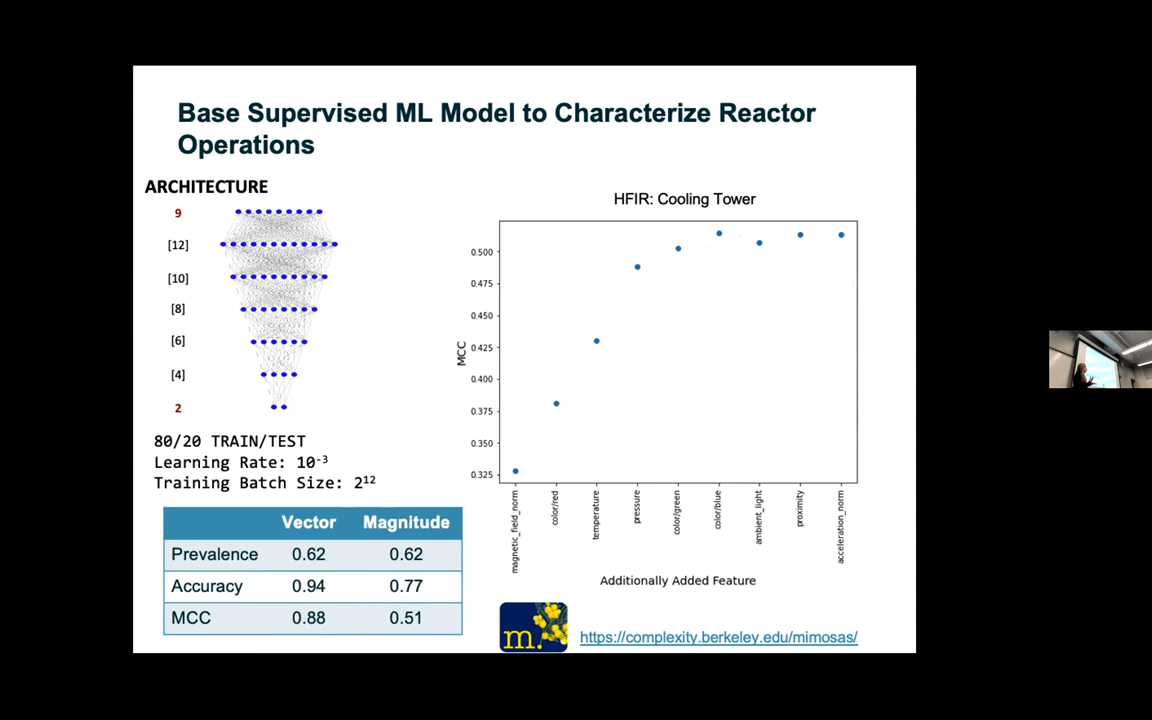 Base Supervised ML Model to Characterize Reactor
Operations
ARCHITECTURE
9
[12]
[10]
[8]
[6]
[4]
2
80/20 TRAIN/TEST
Learning Rate: 10⁻³
Training Batch Size: 2¹²
Vector Magnitude
Prevalence 0.62 0.62
Accuracy 0.94 0.77
MCC 0.88 0.51
HFIR: Cooling Tower
MCC
0.500
0.475
0.450
0.425
0.400
0.375
0.350
0.325
magnetic_field_norm
color/red
temperature
pressure
color/green
color/blue
ambient_light
proximity
acceleration_norm
Additionally Added Feature
m.
https://complexity.berkeley.edu/mimosas/